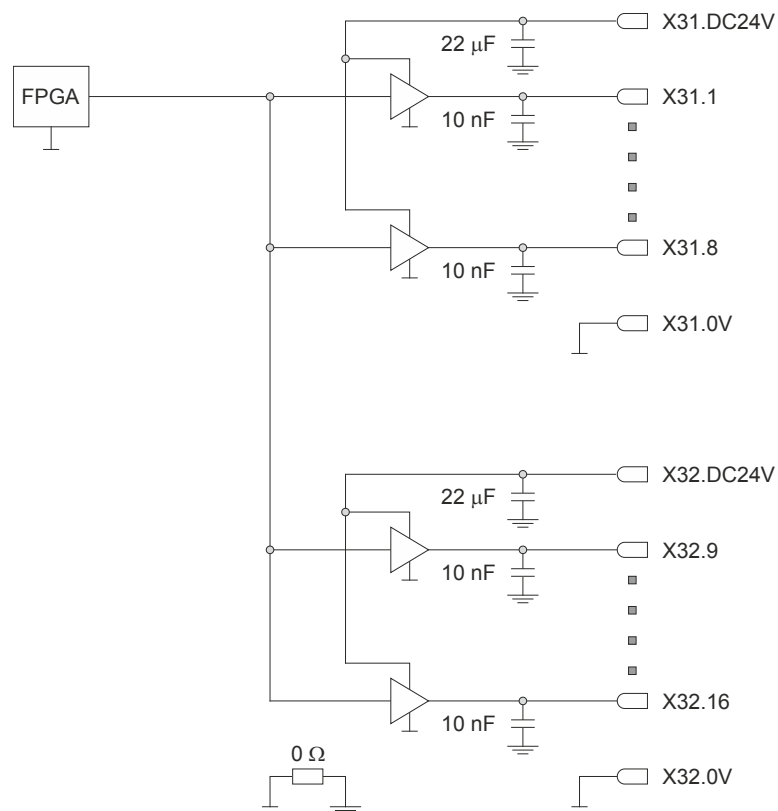 X31.DC24V
22 μF
FPGA
X31.1
10 nF
X31.8
10 nF
X31.0V
X32.DC24V
22 μF
X32.9
10 nF
X32.16
10 nF
0 Ω
X32.0V